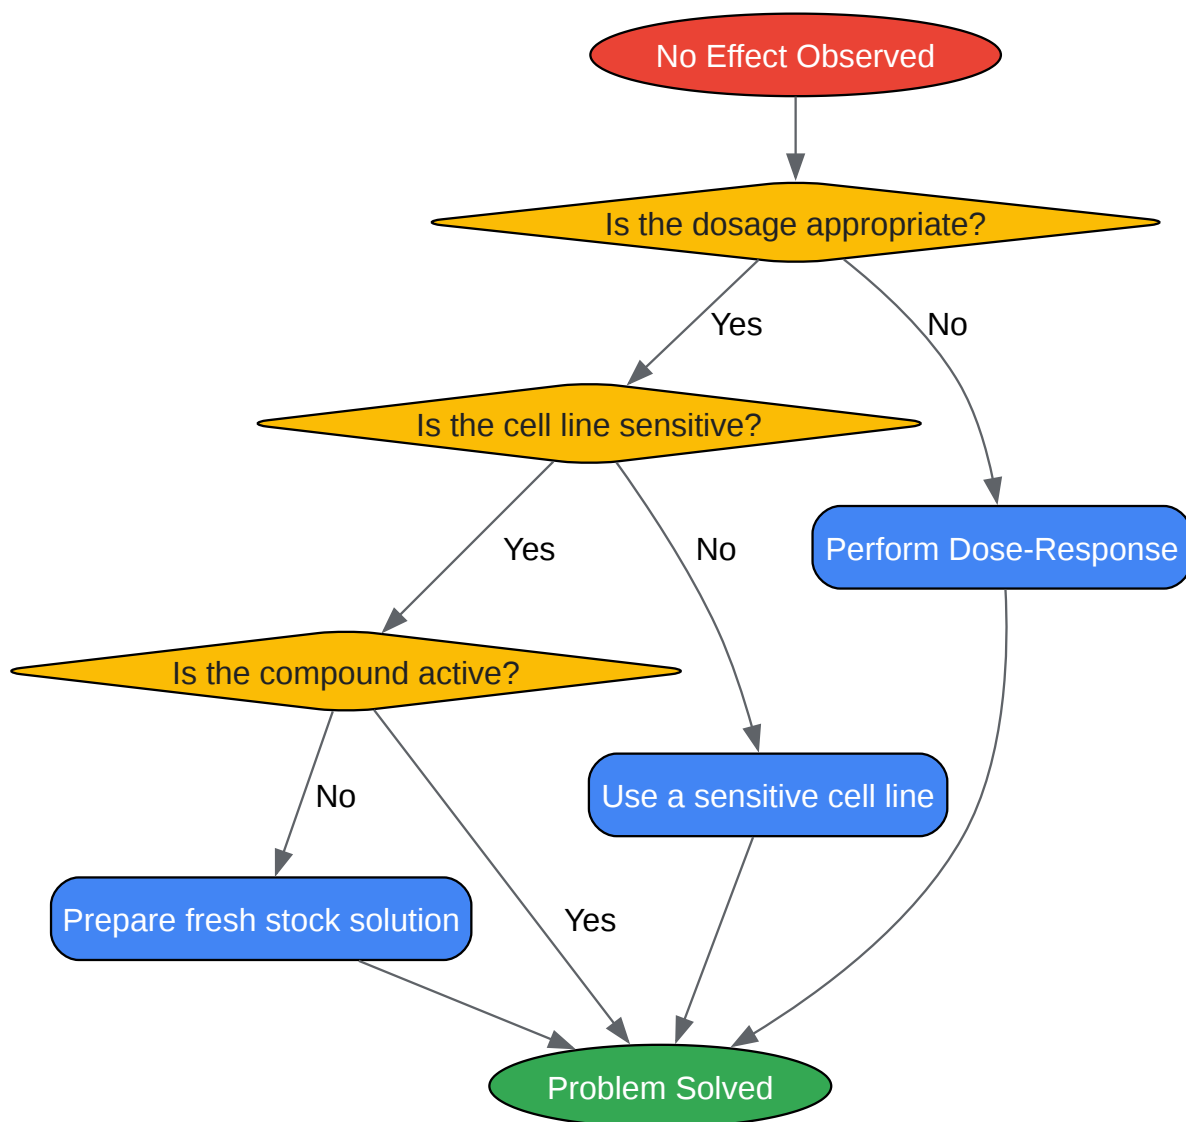 No Effect Observed
Is the dosage appropriate?
Yes
No
Is the cell line sensitive?
Yes
No
Perform Dose-Response
Is the compound active?
No
Use a sensitive cell line
Prepare fresh stock solution
Yes
Problem Solved